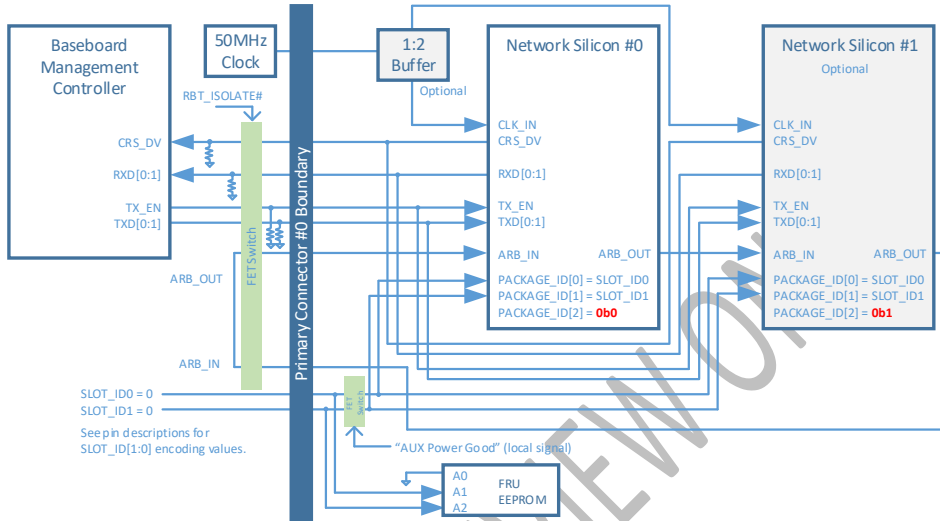 Baseboard
Management
Controller
50MHz
Clock
1:2
Buffer
Optional
Network Silicon #0
Network Silicon #1
Optional
RBT_ISOLATE#
CRS_DV
RXD[0:1]
TX_EN
TXD[0:1]
FET Switch
Primary Connector #0 Boundary
CLK_IN
CRS_DV
RXD[0:1]
TX_EN
TXD[0:1]
ARB_IN
ARB_OUT
PACKAGE_ID[0] = SLOT_ID0
PACKAGE_ID[1] = SLOT_ID1
PACKAGE_ID[2] = 0b0
CLK_IN
CRS_DV
RXD[0:1]
TX_EN
TXD[0:1]
ARB_IN
ARB_OUT
PACKAGE_ID[0] = SLOT_ID0
PACKAGE_ID[1] = SLOT_ID1
PACKAGE_ID[2] = 0b1
ARB_OUT
ARB_IN
SLOT_ID0 = 0
SLOT_ID1 = 0
See pin descriptions for
SLOT_ID[1:0] encoding values.
FET
Switch
"AUX Power Good" (local signal)
A0
A1
A2
FRU
EEPROM
VIEW ON